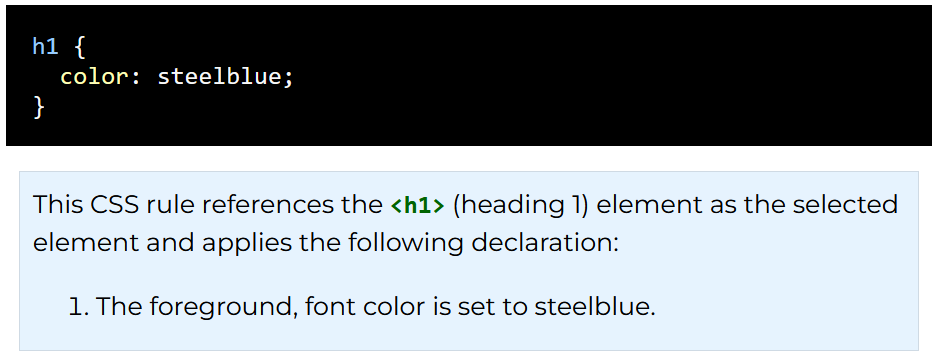 h1 {
  color: steelblue;
}
This CSS rule references the <h1> (heading 1) element as the selected
element and applies the following declaration:
1. The foreground, font color is set to steelblue.